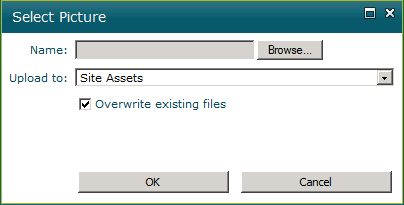 Select Picture
Name: Browse...
Upload to: Site Assets
Overwrite existing files
OK Cancel